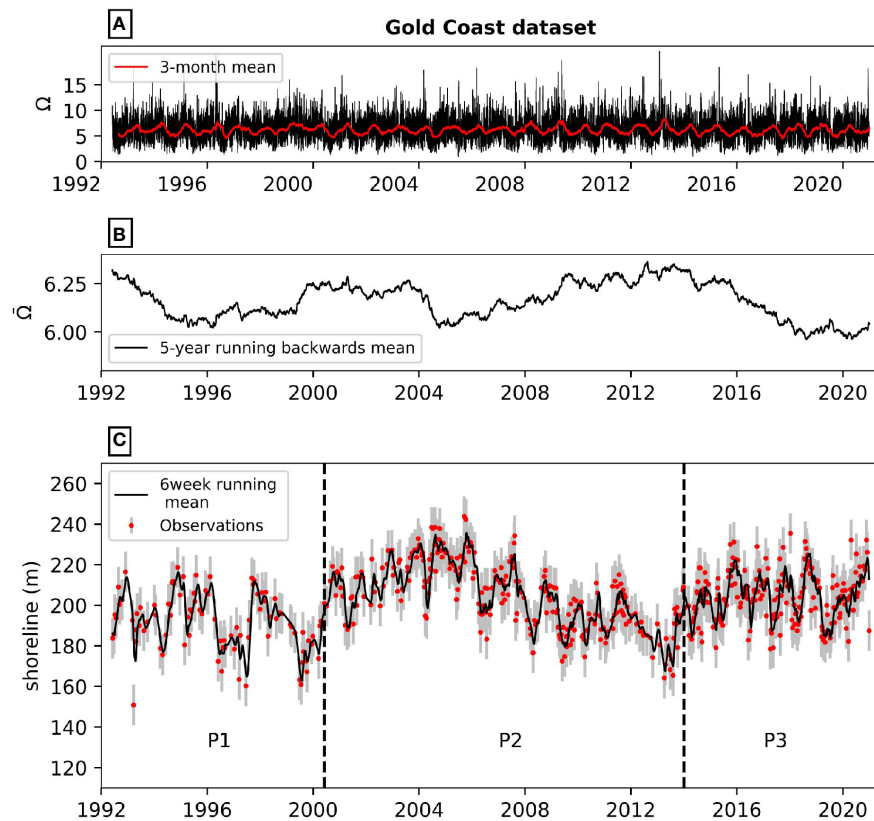 A
Gold Coast dataset
3-month mean
Ω
15
10
5
0
1992 1996 2000 2004 2008 2012 2016 2020
B
Ω̄
6.25
6.00
5-year running backwards mean
1992 1996 2000 2004 2008 2012 2016 2020
C
6week running
mean
Observations
shoreline (m)
260
240
220
200
180
160
140
120
P1 P2 P3
1992 1996 2000 2004 2008 2012 2016 2020